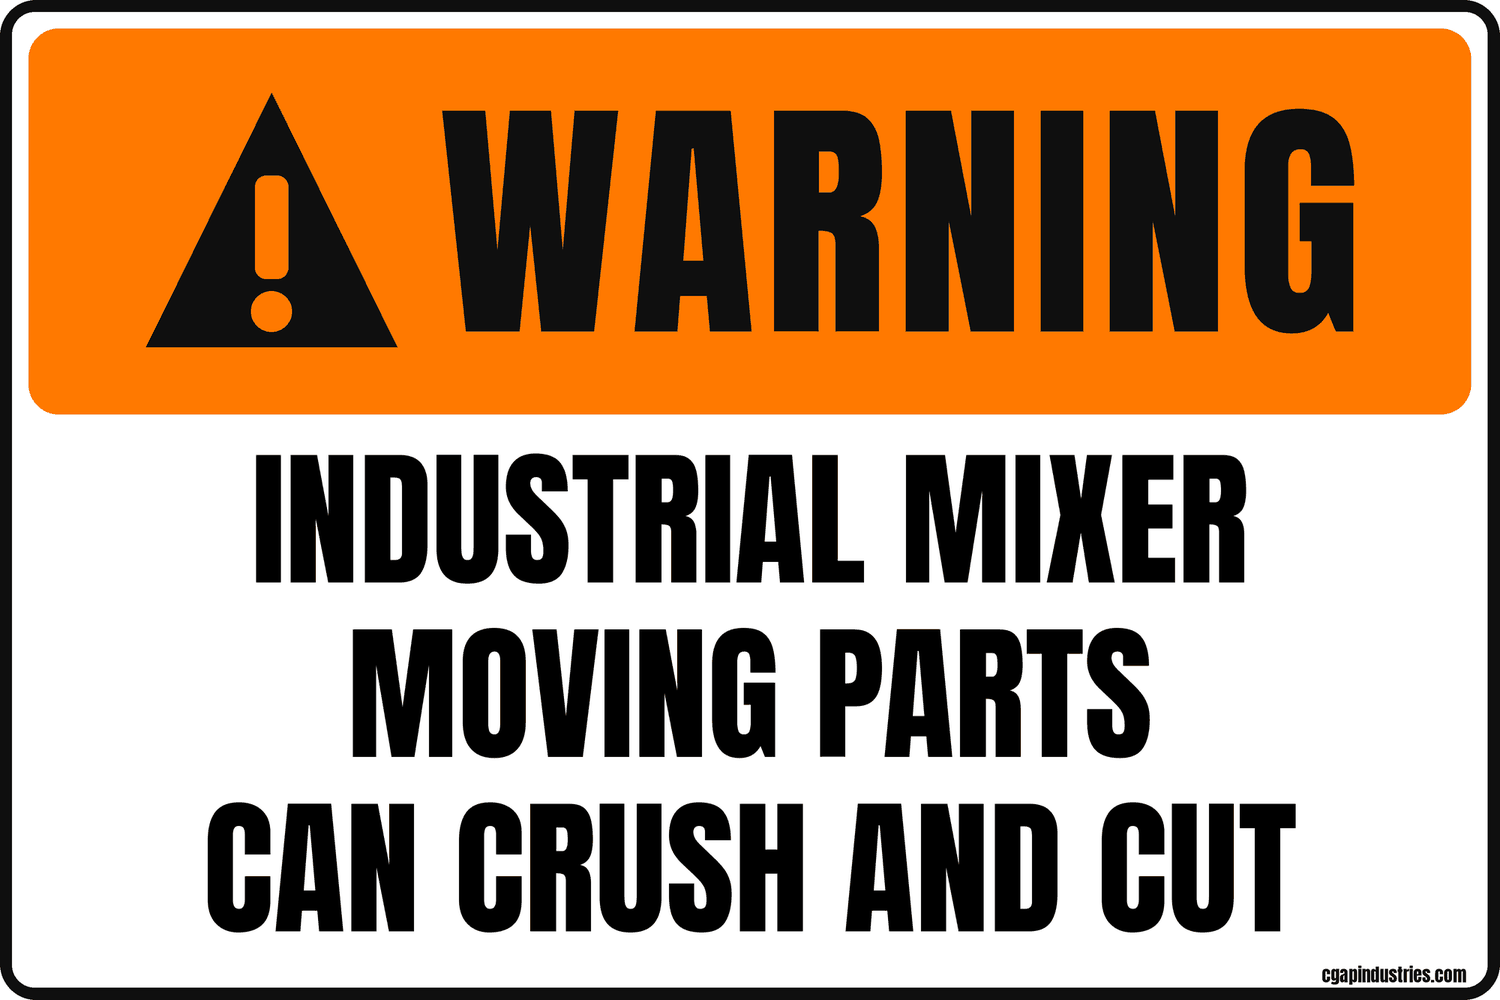 WARNING
INDUSTRIAL MIXER
MOVING PARTS
CAN CRUSH AND CUT
cgapindustries.com